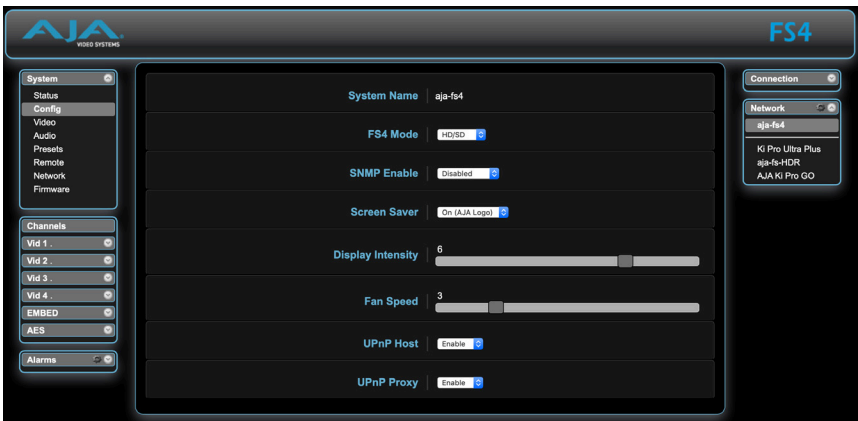 AJA
VIDEO SYSTEMS
FS4
System
Status
Config
Video
Audio
Presets
Remote
Network
Firmware
Channels
Vid 1 .
Vid 2 .
Vid 3 .
Vid 4 .
EMBED
AES
Alarms
System Name aja-fs4
FS4 Mode HD/SD
SNMP Enable Disabled
Screen Saver On (AJA Logo)
Display Intensity 6
Fan Speed 3
UPnP Host Enable
UPnP Proxy Enable
Connection
Network
aja-fs4
Ki Pro Ultra Plus
aja-fs-HDR
AJA Ki Pro GO